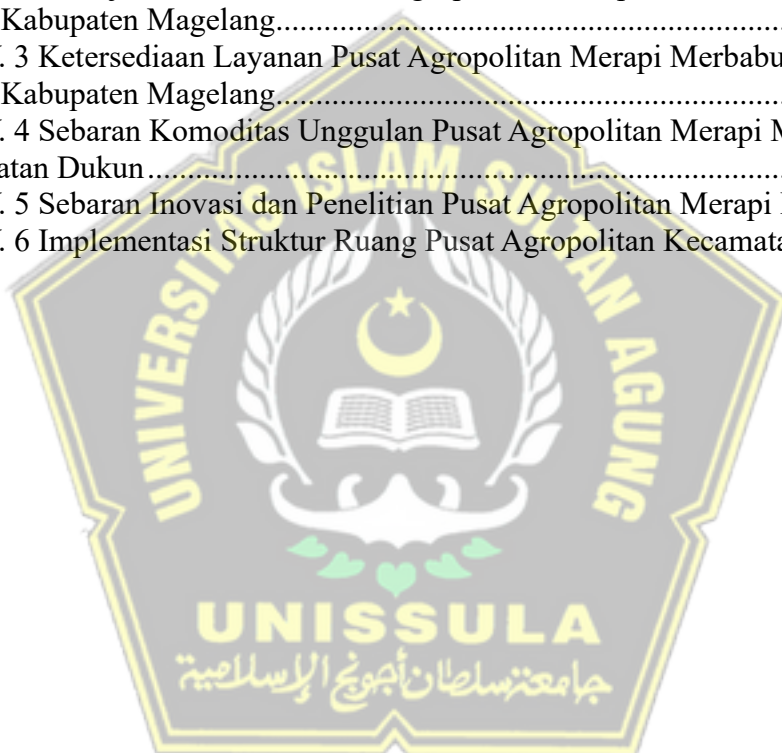 Kabupaten Magelang....................................................................
. 3 Ketersediaan Layanan Pusat Agropolitan Merapi Merbabu
Kabupaten Magelang....................................................................
. 4 Sebaran Komoditas Unggulan Pusat Agropolitan Merapi
atan Dukun....................................................................................
. 5 Sebaran Inovasi dan Penelitian Pusat Agropolitan Merapi
. 6 Implementasi Struktur Ruang Pusat Agropolitan Kecamata
UNIVERSITAS ISLAM SULTAN AGUNG
UNISSULA
جامعتسلطان أجونج الإسلامية